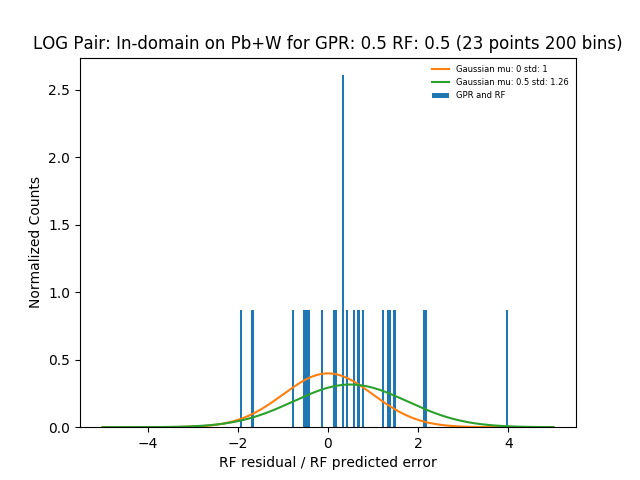 LOG Pair: In-domain on Pb+W for GPR: 0.5 RF: 0.5 (23 points 200 bins)
Gaussian mu: 0 std: 1
Gaussian mu: 0.5 std: 1.26
GPR and RF
2.5
2.0
1.5
1.0
0.5
0.0
Normalized Counts
−4
−2
0
2
4
RF residual / RF predicted error